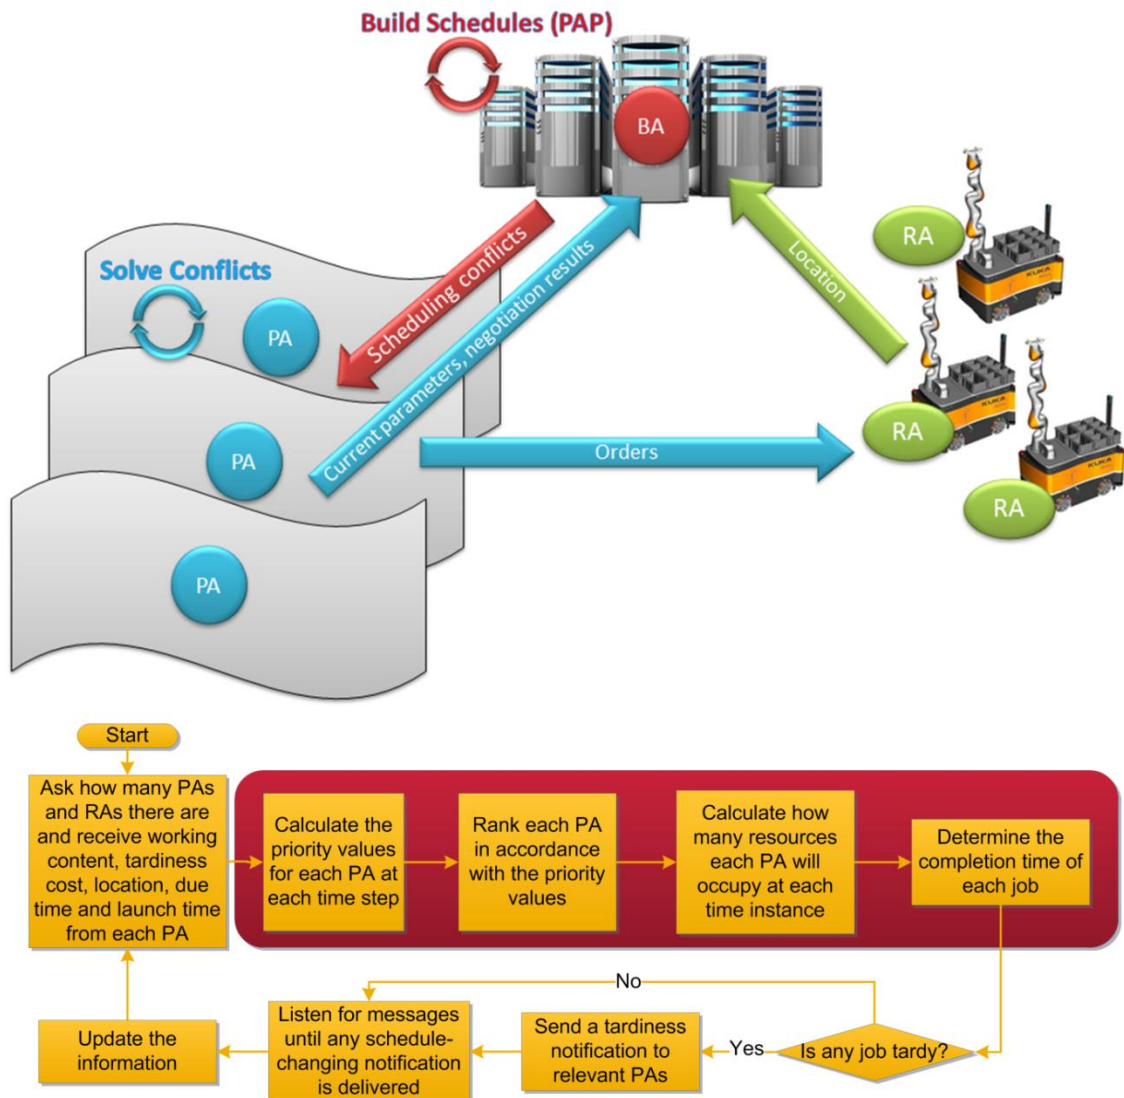 Build Schedules (PAP)
BA
RA
Location
Solve Conflicts
Scheduling conflicts
Current parameters, negotiation results
PA
KUKA
RA
KUKA
PA
Orders
KUKA
RA
PA
Start
Ask how many PAs
and RAs there are
and receive working
content, tardiness
cost, location, due
time and launch time
from each PA
Calculate the
priority values
for each PA at
each time step
Rank each PA
in accordance
with the priority
values
Calculate how
many resources
each PA will
occupy at each
time instance
Determine the
completion time of
each job
No
Update the
information
Listen for messages
until any schedule-
changing notification
is delivered
Send a tardiness
notification to
relevant PAs
Yes
Is any job tardy?